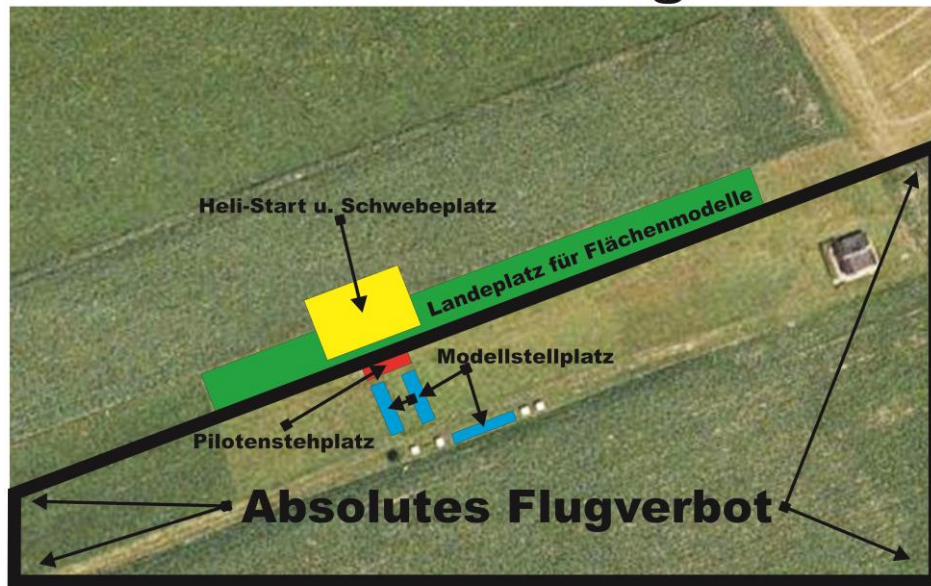 Heli-Start u. Schwebeplatz
Landeplatz für Flächenmodelle
Modellstellplatz
Pilotenstehplatz
Absolutes Flugverbot